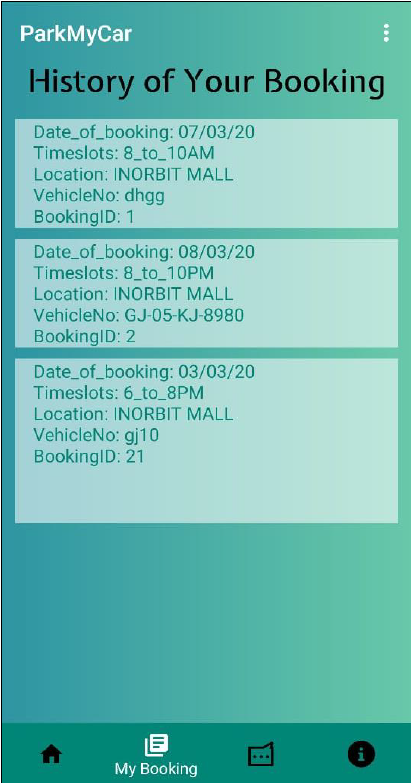 ParkMyCar
History of Your Booking
Date_of_booking: 07/03/20
Timeslots: 8_to_10AM
Location: INORBIT MALL
VehicleNo: dhgg
BookingID: 1
Date_of_booking: 08/03/20
Timeslots: 8_to_10PM
Location: INORBIT MALL
VehicleNo: GJ-05-KJ-8980
BookingID: 2
Date_of_booking: 03/03/20
Timeslots: 6_to_8PM
Location: INORBIT MALL
VehicleNo: gj10
BookingID: 21
My Booking